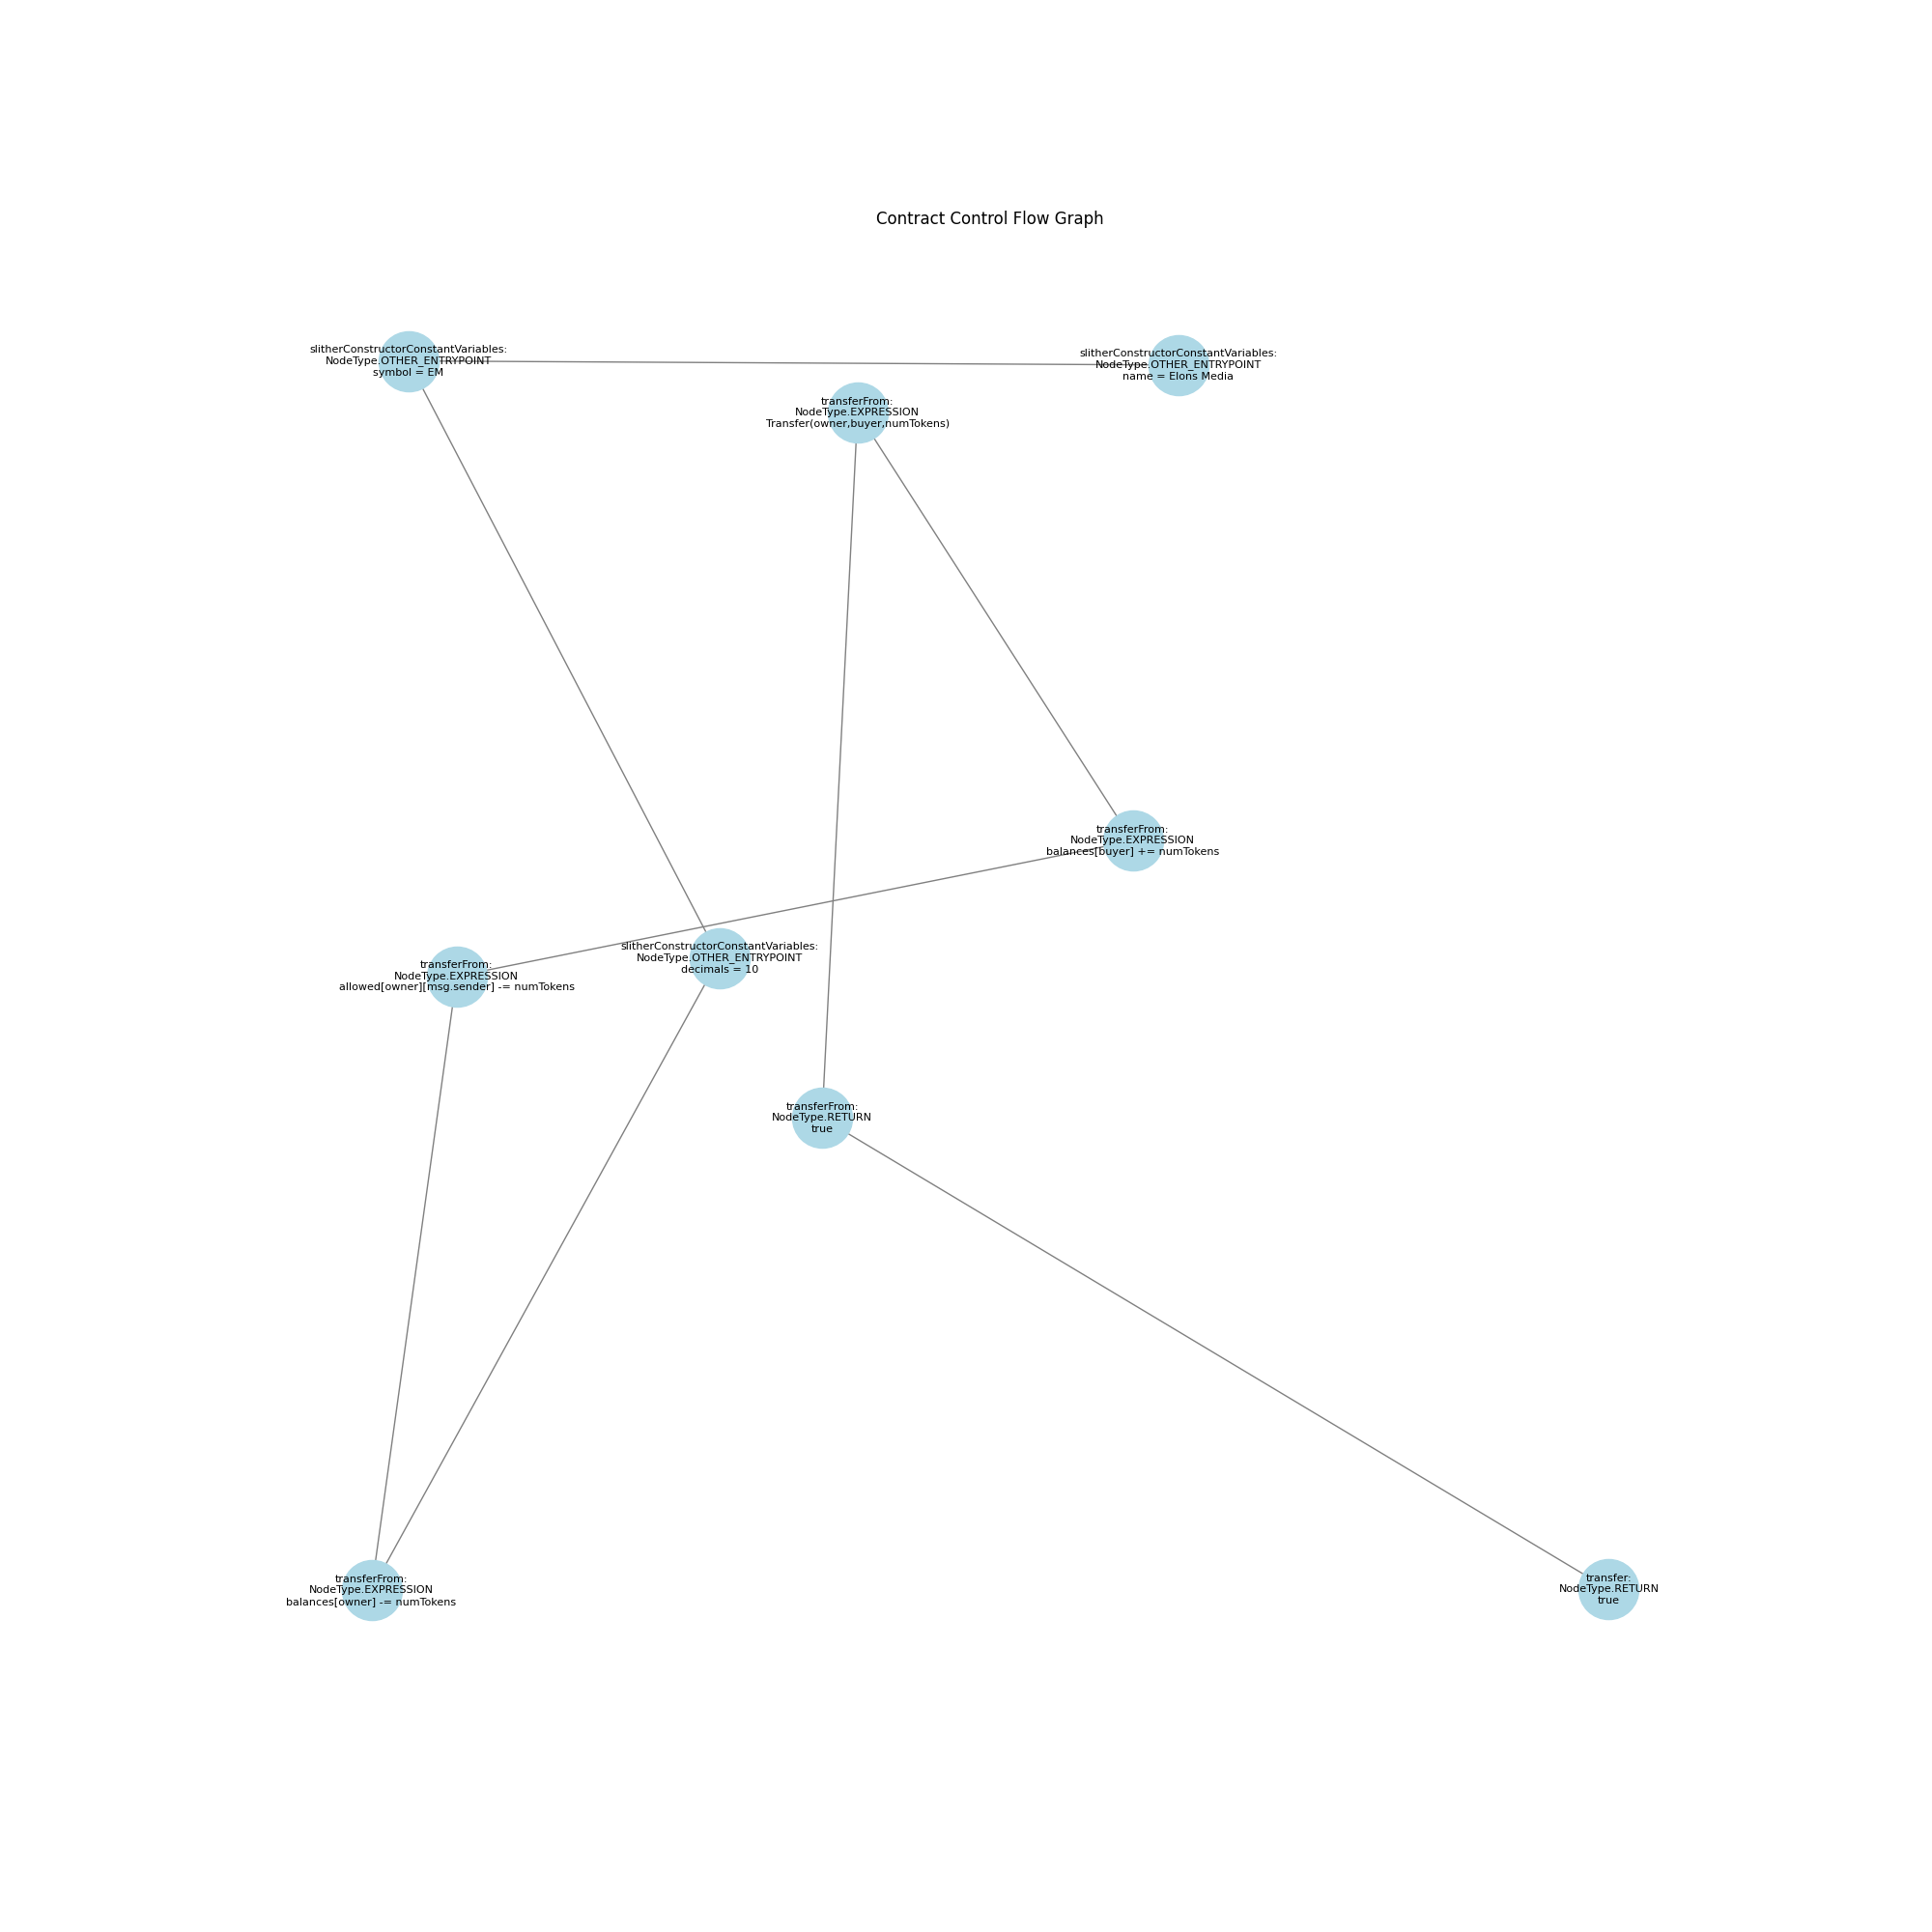 Contract Control Flow Graph
slitherConstructorConstantVariables:
NodeType.OTHER_ENTRYPOINT
symbol = EM
slitherConstructorConstantVariables:
NodeType.OTHER_ENTRYPOINT
name = Elons Media
transferFrom:
NodeType.EXPRESSION
Transfer(owner,buyer,numTokens)
transferFrom:
NodeType.EXPRESSION
balances[buyer] += numTokens
slitherConstructorConstantVariables:
NodeType.OTHER_ENTRYPOINT
decimals = 10
transferFrom:
NodeType.EXPRESSION
allowed[owner][msg.sender] -= numTokens
transferFrom:
NodeType.RETURN
true
transferFrom:
NodeType.EXPRESSION
balances[owner] -= numTokens
transfer:
NodeType.RETURN
true